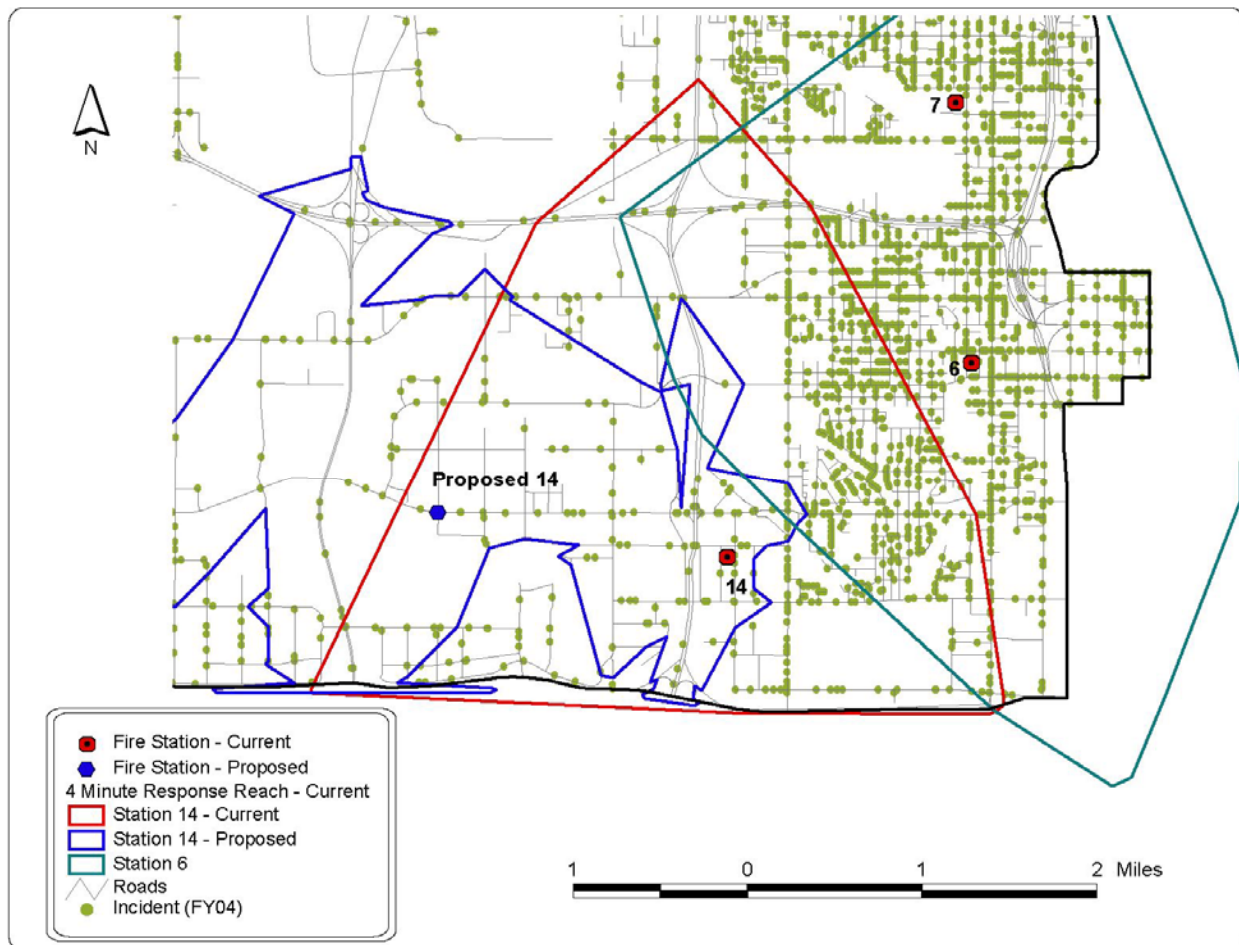 7
N
6
Proposed 14
14
Fire Station - Current
Fire Station - Proposed
4 Minute Response Reach - Current
Station 14 - Current
Station 14 - Proposed
Station 6
Roads
Incident (FY04)
1 0 1 2 Miles